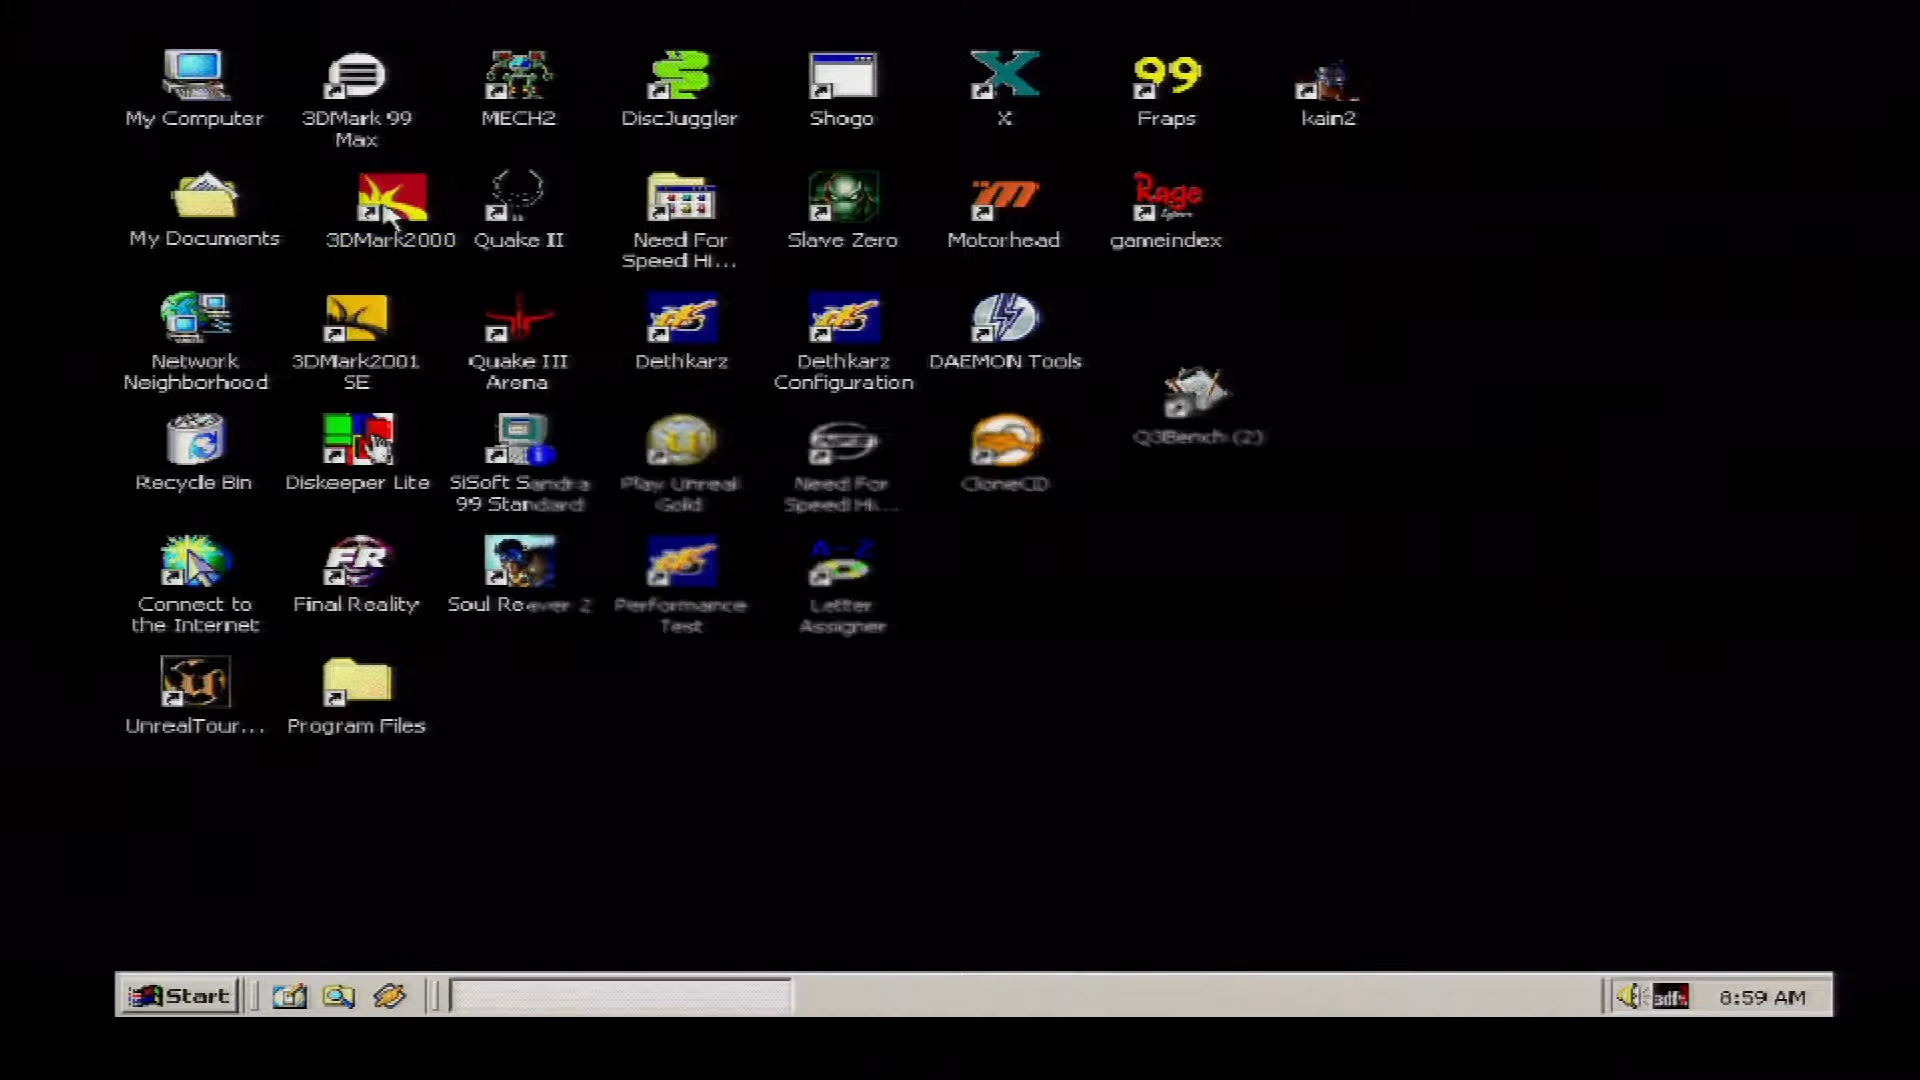 My Computer
3DMark 99
Max
MECH2
DiscJuggler
Shogo
X
99
Fraps
kain2
My Documents
3DMark2000
Quake II
Need For
Speed Hi...
Slave Zero
m
Motorhead
Rage
gameindex
Network
Neighborhood
3DMark2001
SE
Quake III
Arena
Dethkarz
Dethkarz
Configuration
DAEMON Tools
Q3Bench (2)
Recycle Bin
Diskeeper Lite
SiSoft Sandra
99 Standard
Play Unreal
Gold
Need For
Speed Hi...
CloneCD
Connect to
the Internet
FR
Final Reality
Soul Reaver 2
Performance
Test
A-Z
Letter
Assigner
UnrealTour...
Program Files
Start
3dfx
8:59 AM